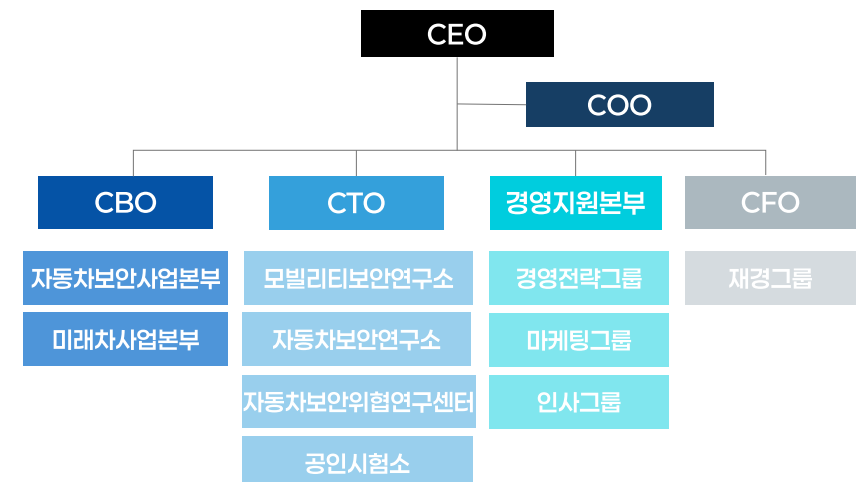 CEO
COO
CBO
CTO
경영지원본부
CFO
자동차보안사업본부
모빌리티보안연구소
경영전략그룹
재경그룹
미래차사업본부
자동차보안연구소
마케팅그룹
자동차보안위협연구센터
인사그룹
공인시험소